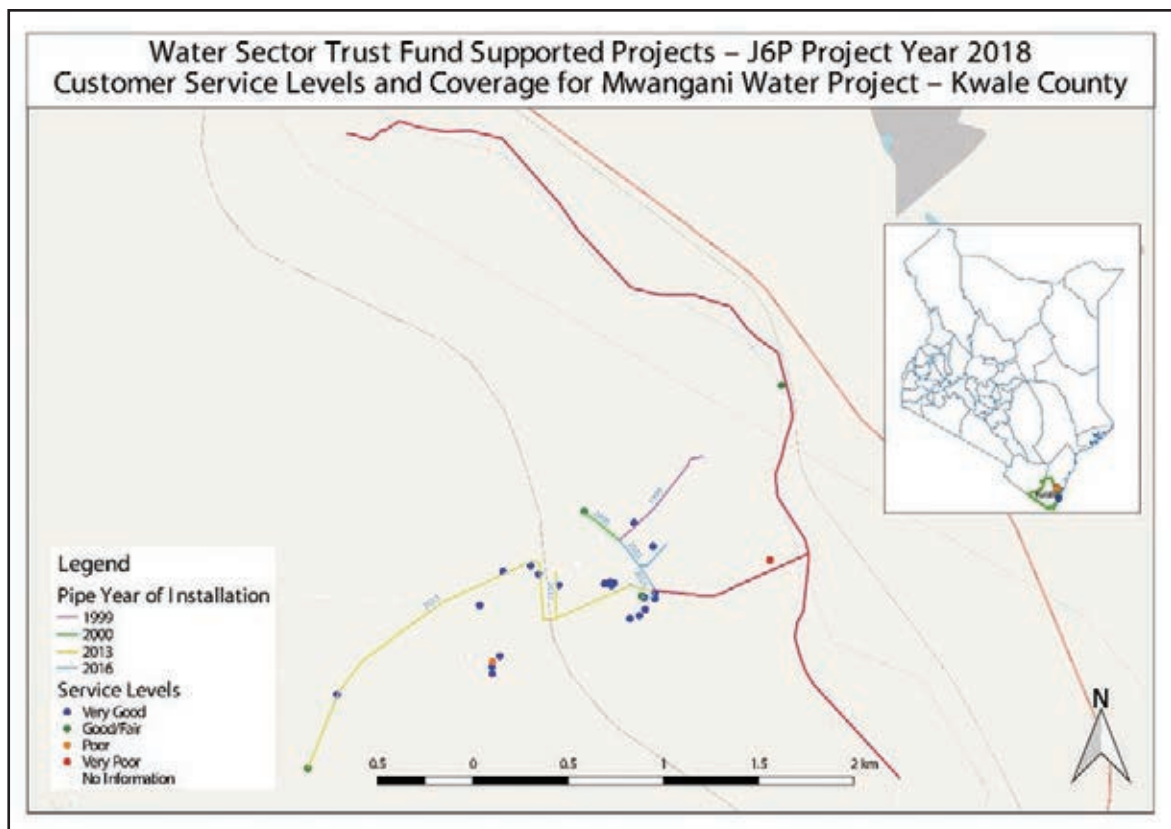 Water Sector Trust Fund Supported Projects – J6P Project Year 2018
Customer Service Levels and Coverage for Mwangani Water Project – Kwale County
1999
2013
Legend
Pipe Year of Installation
1999
2000
2013
2016
Service Levels
Very Good
Good/Fair
Poor
Very Poor
No Information
0.5 0 0.5 1 1.5 2 km
N